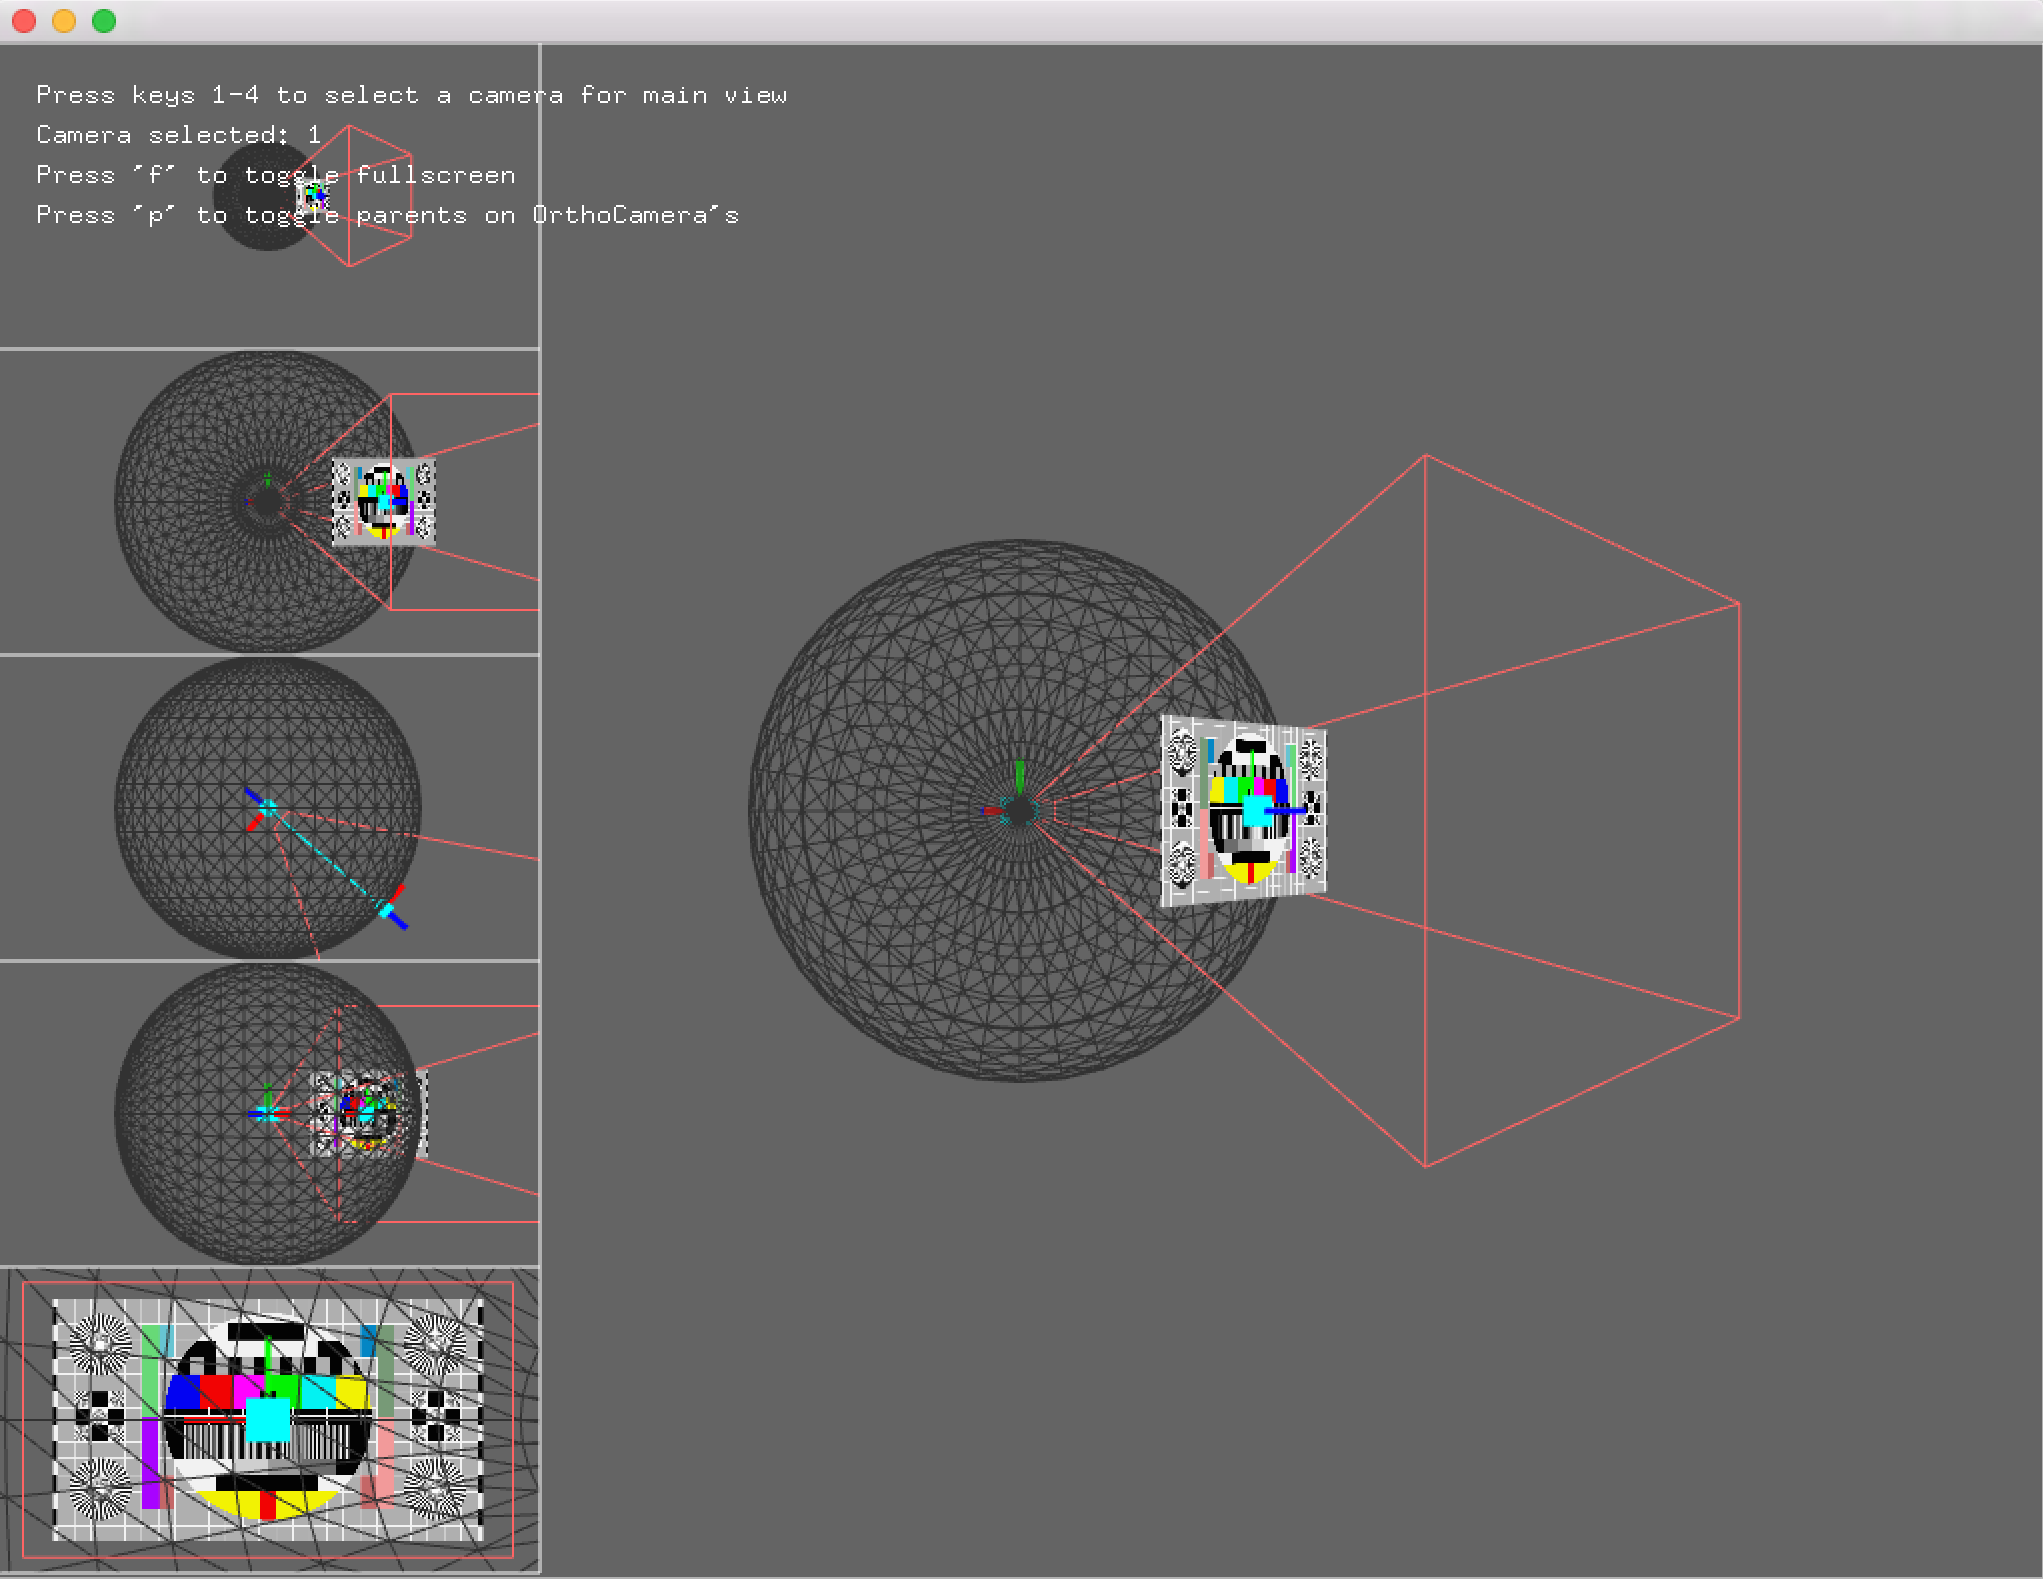 Press keys 1-4 to select a camera for main view
Camera selected: 1
Press 'f' to toggle fullscreen
Press 'p' to toggle parents on OrthoCamera's